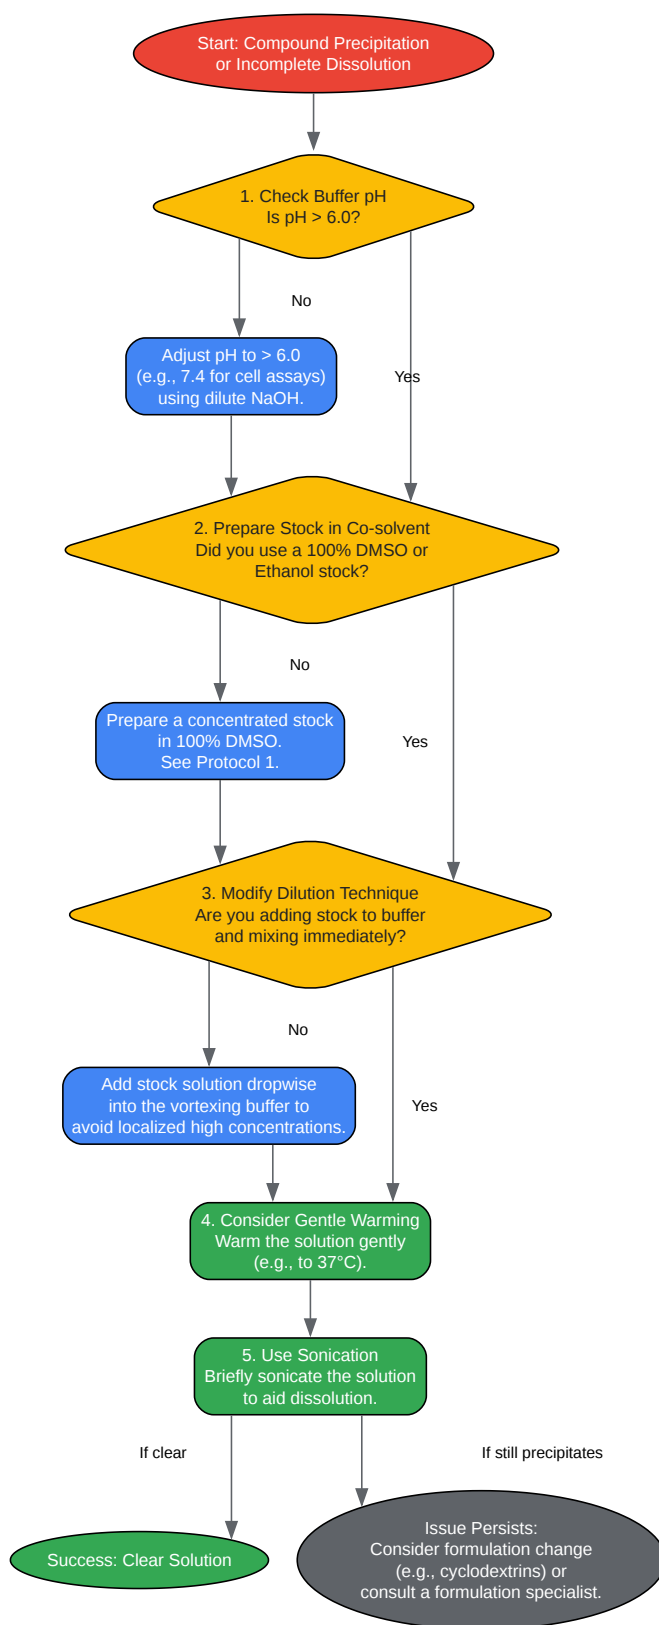 Start: Compound Precipitation
or Incomplete Dissolution
1. Check Buffer pH
Is pH > 6.0?
No
Adjust pH to > 6.0
(e.g., 7.4 for cell assays)
using dilute NaOH.
Yes
2. Prepare Stock in Co-solvent
Did you use a 100% DMSO or
Ethanol stock?
No
Prepare a concentrated stock
in 100% DMSO.
See Protocol 1.
Yes
3. Modify Dilution Technique
Are you adding stock to buffer
and mixing immediately?
No
Add stock solution dropwise
into the vortexing buffer to
avoid localized high concentrations.
Yes
4. Consider Gentle Warming
Warm the solution gently
(e.g., to 37°C).
5. Use Sonication
Briefly sonicate the solution
to aid dissolution.
If clear
If still precipitates
Success: Clear Solution
Issue Persists:
Consider formulation change
(e.g., cyclodextrins) or
consult a formulation specialist.